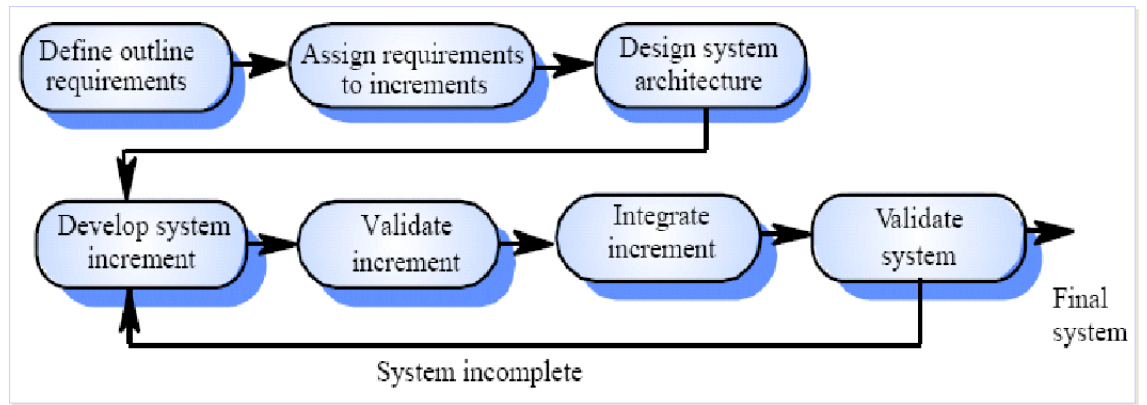 Define outline
requirements
Assign requirements
to increments
Design system
architecture
Develop system
increment
Validate
increment
Integrate
increment
Validate
system
Final
system
System incomplete